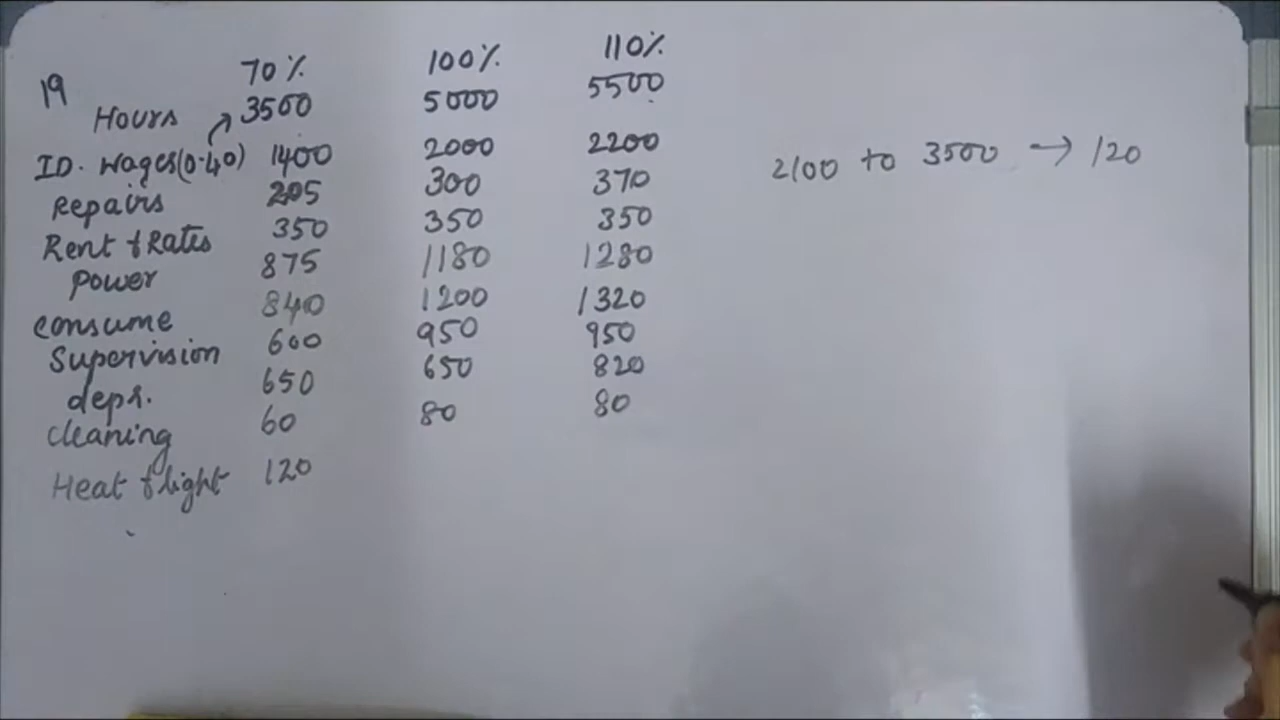 19 70% 100% 110%
Hours 3500 5000 5500
ID. wages(0.40) 1400 2000 2200
Repairs 205 300 370
Rent & Rates 350 350 350
Power 875 1180 1280
consume 840 1200 1320
Supervision 600 950 950
depr. 650 650 820
cleaning 60 80 80
Heat & light 120
2100 to 3500 → 120